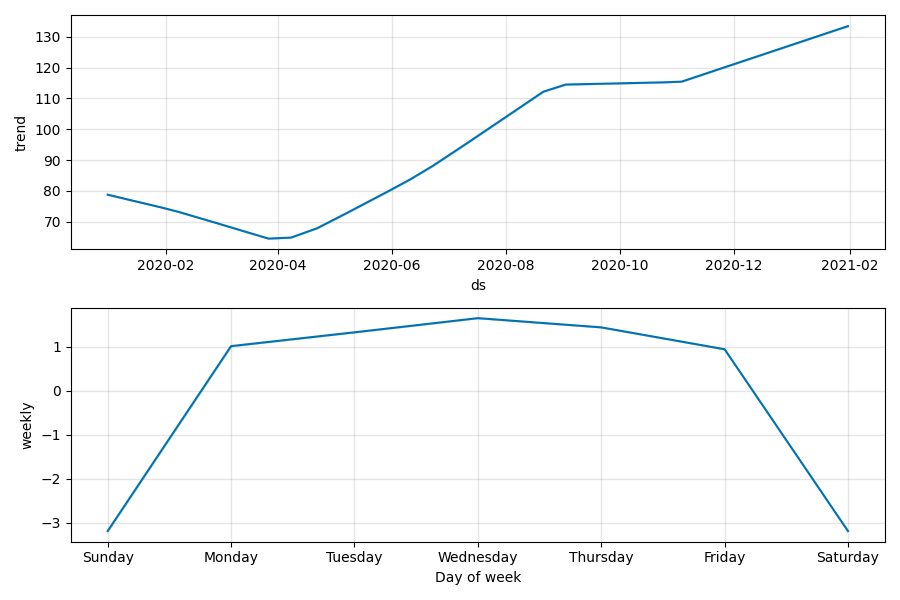 130
120
110
100
90
80
70
trend
2020-02 2020-04 2020-06 2020-08 2020-10 2020-12 2021-02
ds
1
0
−1
−2
−3
weekly
Sunday Monday Tuesday Wednesday Thursday Friday Saturday
Day of week